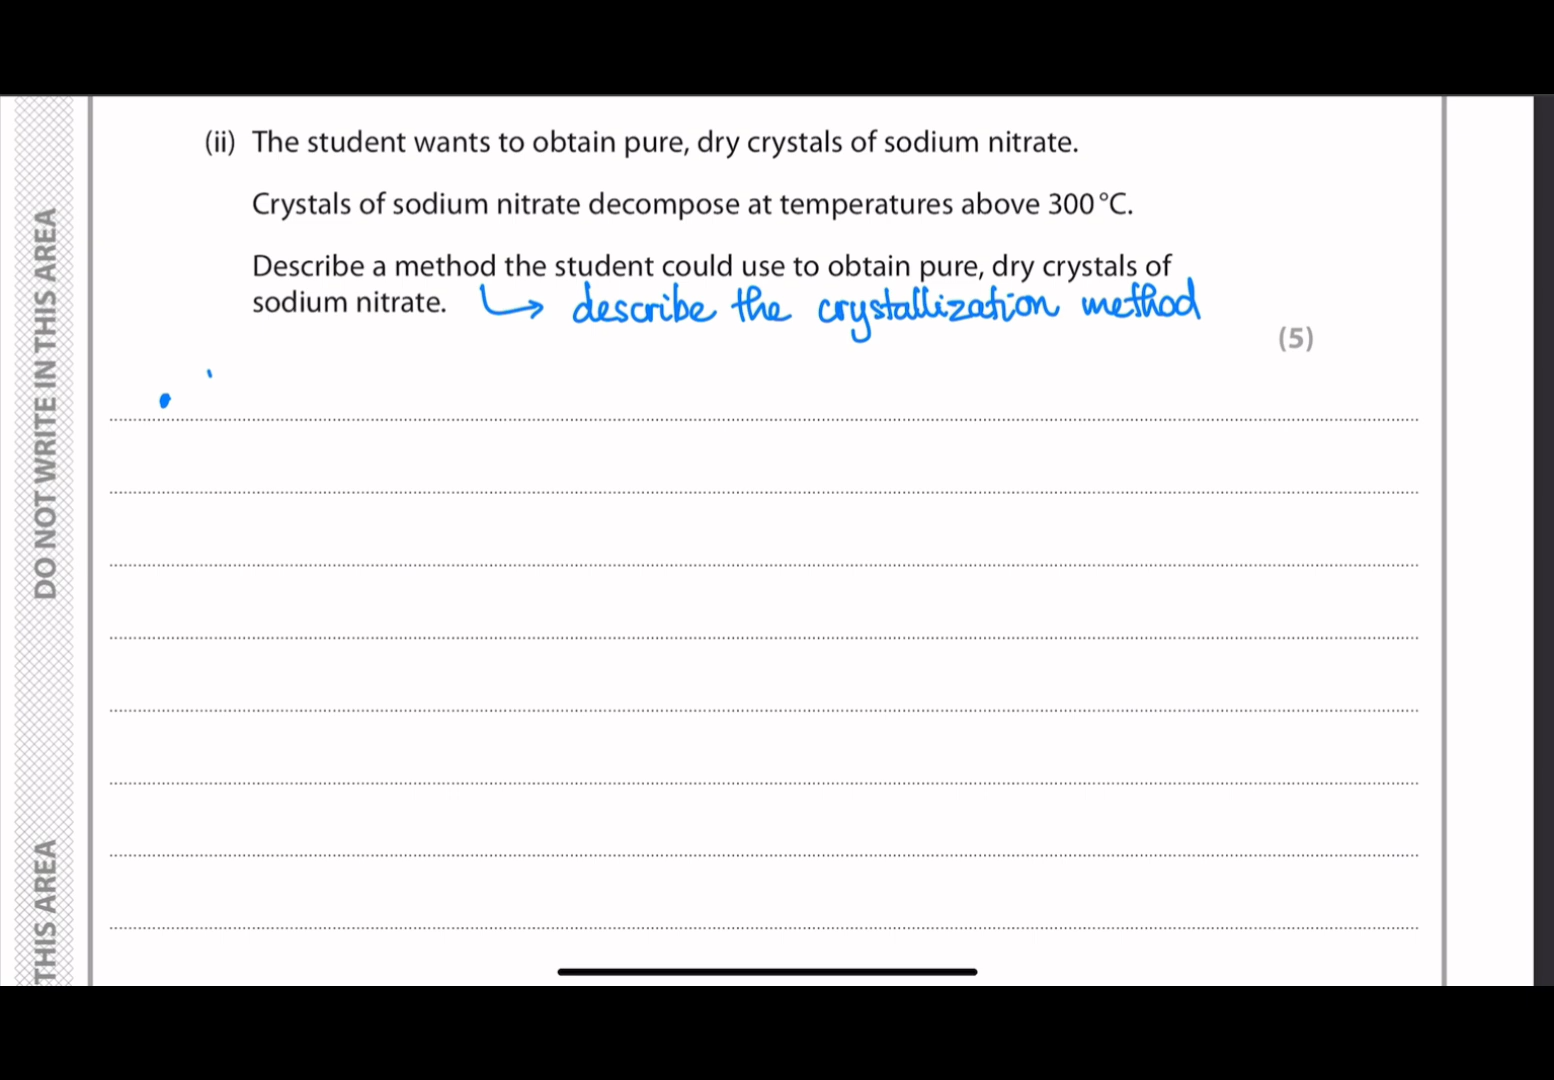 (ii) The student wants to obtain pure, dry crystals of sodium nitrate.
Crystals of sodium nitrate decompose at temperatures above 300 °C.
Describe a method the student could use to obtain pure, dry crystals of
sodium nitrate. ↳ describe the crystallization method
(5)
DO NOT WRITE IN THIS AREA
THIS AREA